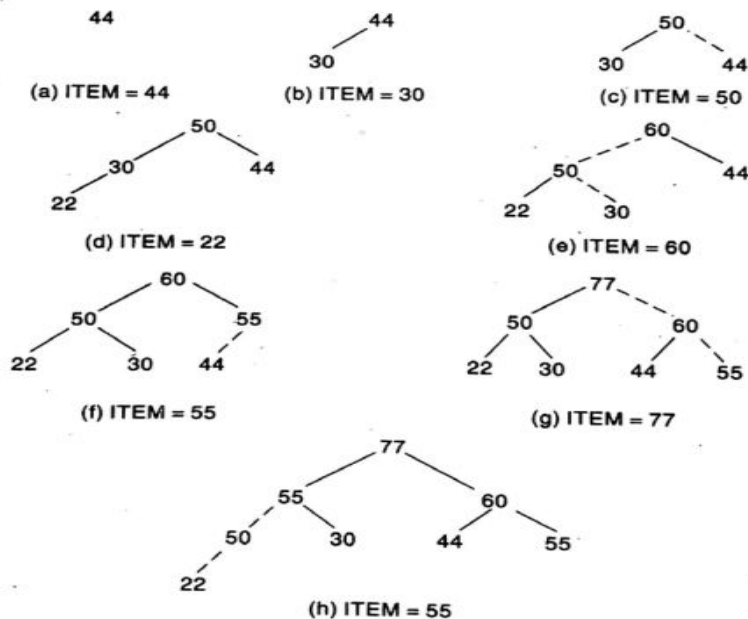 44
44
30
50
30 44
(a) ITEM = 44
(b) ITEM = 30
(c) ITEM = 50
50
30 44
22
60
50 44
22 30
(d) ITEM = 22
(e) ITEM = 60
60
50 55
22 30 44
77
50 60
22 30 44 55
(f) ITEM = 55
(g) ITEM = 77
77
55 60
50 30 44 55
22
(h) ITEM = 55